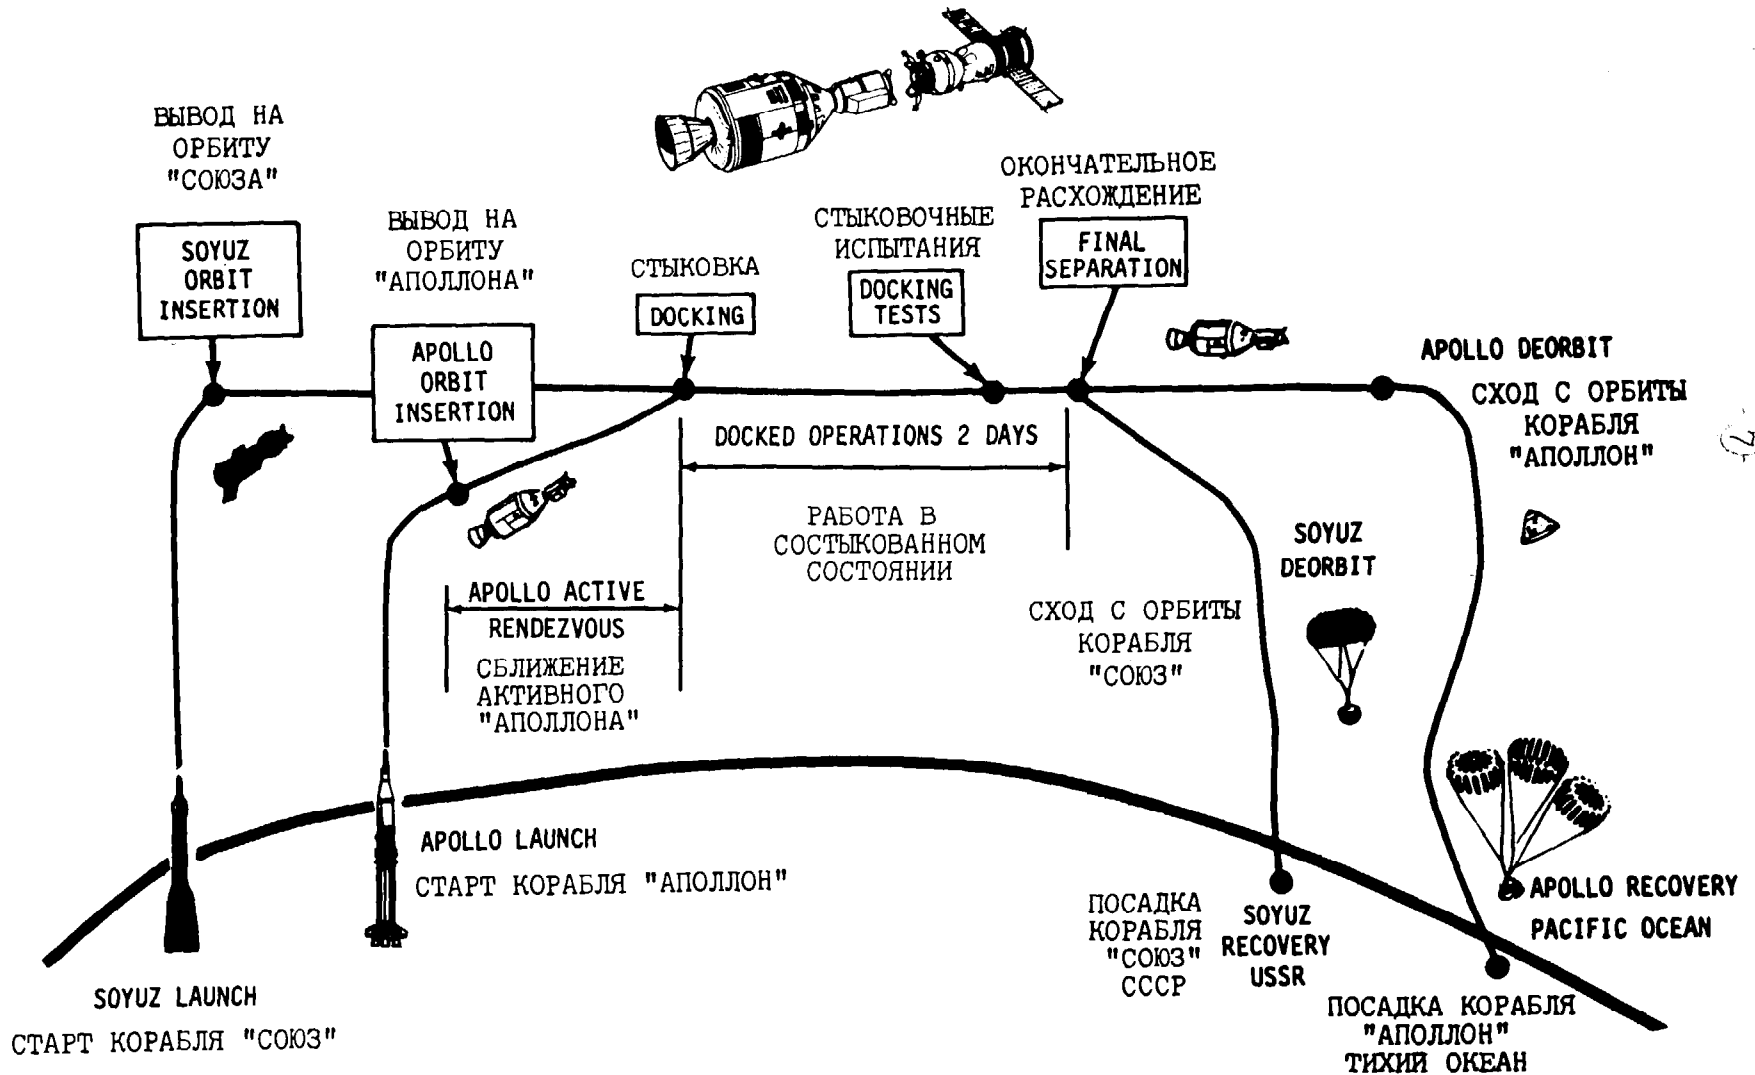 ВЫВОД НА
ОРБИТУ
"СОЮЗА"
SOYUZ
ORBIT
INSERTION
ВЫВОД НА
ОРБИТУ
"АПОЛЛОНА"
APOLLO
ORBIT
INSERTION
СТЫКОВКА
DOCKING
СТЫКОВОЧНЫЕ
ИСПЫТАНИЯ
DOCKING
TESTS
ОКОНЧАТЕЛЬНОЕ
РАСХОЖДЕНИЕ
FINAL
SEPARATION
APOLLO DEORBIT
СХОД С ОРБИТЫ
КОРАБЛЯ
"АПОЛЛОН"
DOCKED OPERATIONS 2 DAYS
РАБОТА В
СОСТЫКОВАННОМ
СОСТОЯНИИ
APOLLO ACTIVE
RENDEZVOUS
СБЛИЖЕНИЕ
АКТИВНОГО
"АПОЛЛОНА"
SOYUZ
DEORBIT
СХОД С ОРБИТЫ
КОРАБЛЯ
"СОЮЗ"
APOLLO LAUNCH
СТАРТ КОРАБЛЯ "АПОЛЛОН"
SOYUZ LAUNCH
СТАРТ КОРАБЛЯ "СОЮЗ"
ПОСАДКА
КОРАБЛЯ
"СОЮЗ"
СССР
SOYUZ
RECOVERY
USSR
APOLLO RECOVERY
PACIFIC OCEAN
ПОСАДКА КОРАБЛЯ
"АПОЛЛОН"
ТИХИЙ ОКЕАН